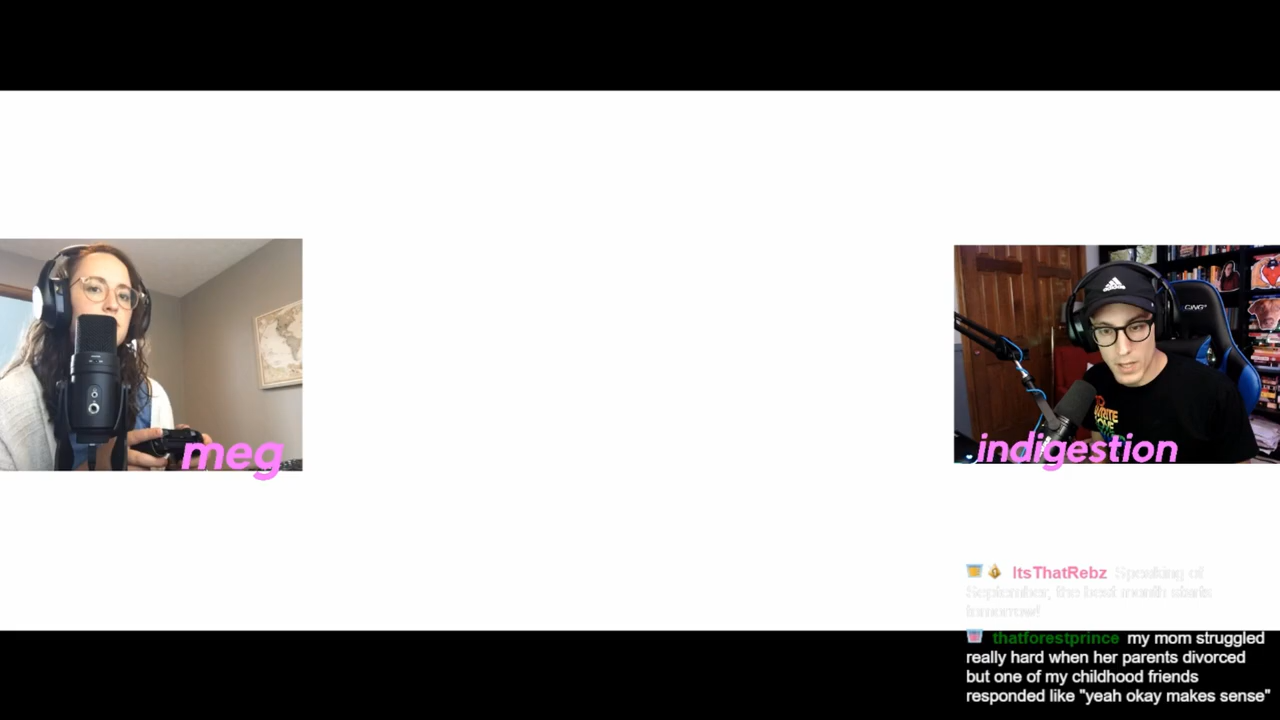 meg
indigestion
ItsThatRebz Speaking of
September, the best month starts
tomorrow!
thatforestprince my mom struggled
really hard when her parents divorced
but one of my childhood friends
responded like "yeah okay makes sense"